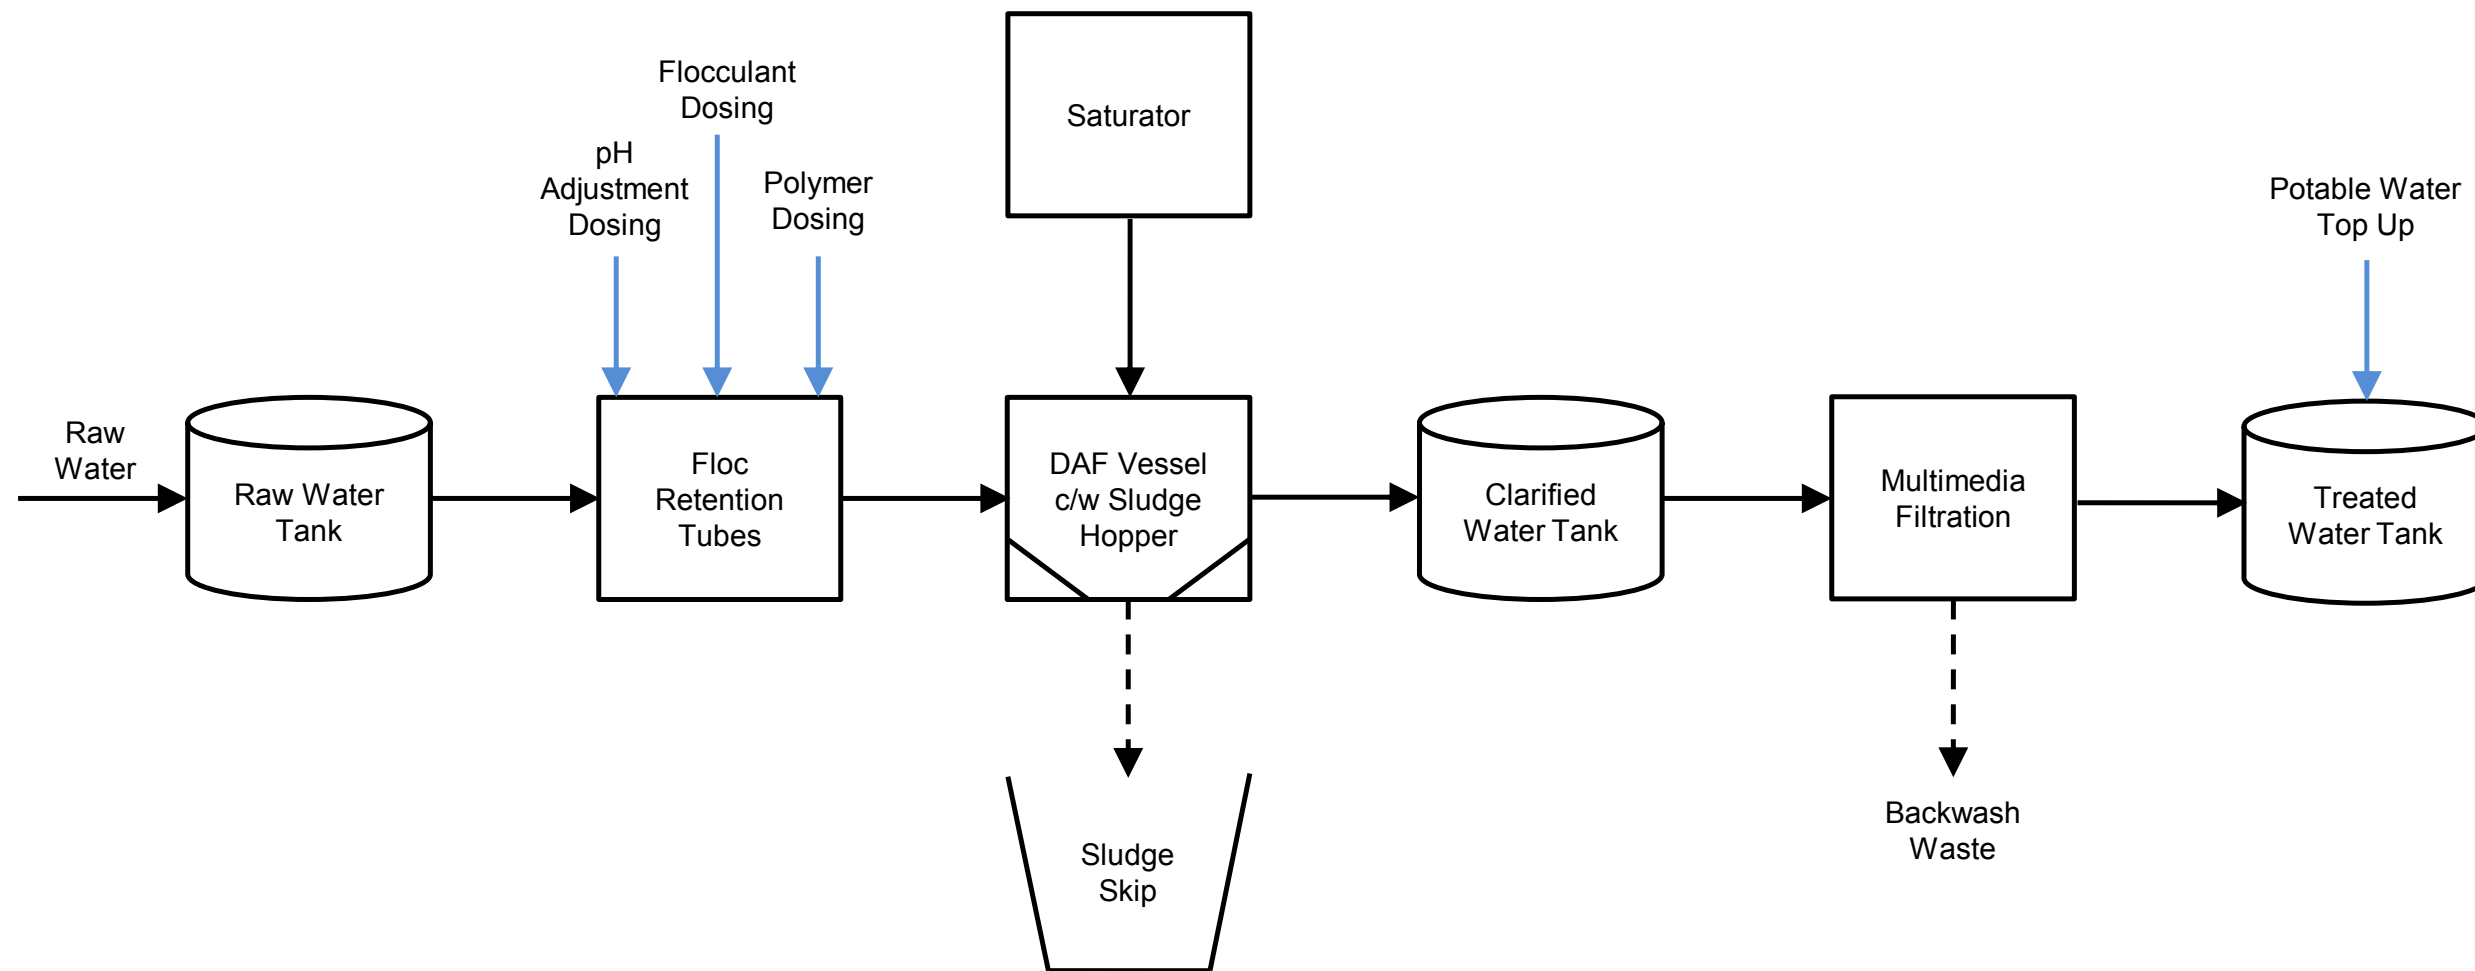 Flocculant
Dosing
pH
Adjustment
Dosing
Polymer
Dosing
Saturator
Potable Water
Top Up
Raw
Water
Raw Water
Tank
Floc
Retention
Tubes
DAF Vessel
c/w Sludge
Hopper
Clarified
Water Tank
Multimedia
Filtration
Treated
Water Tank
Sludge
Skip
Backwash
Waste